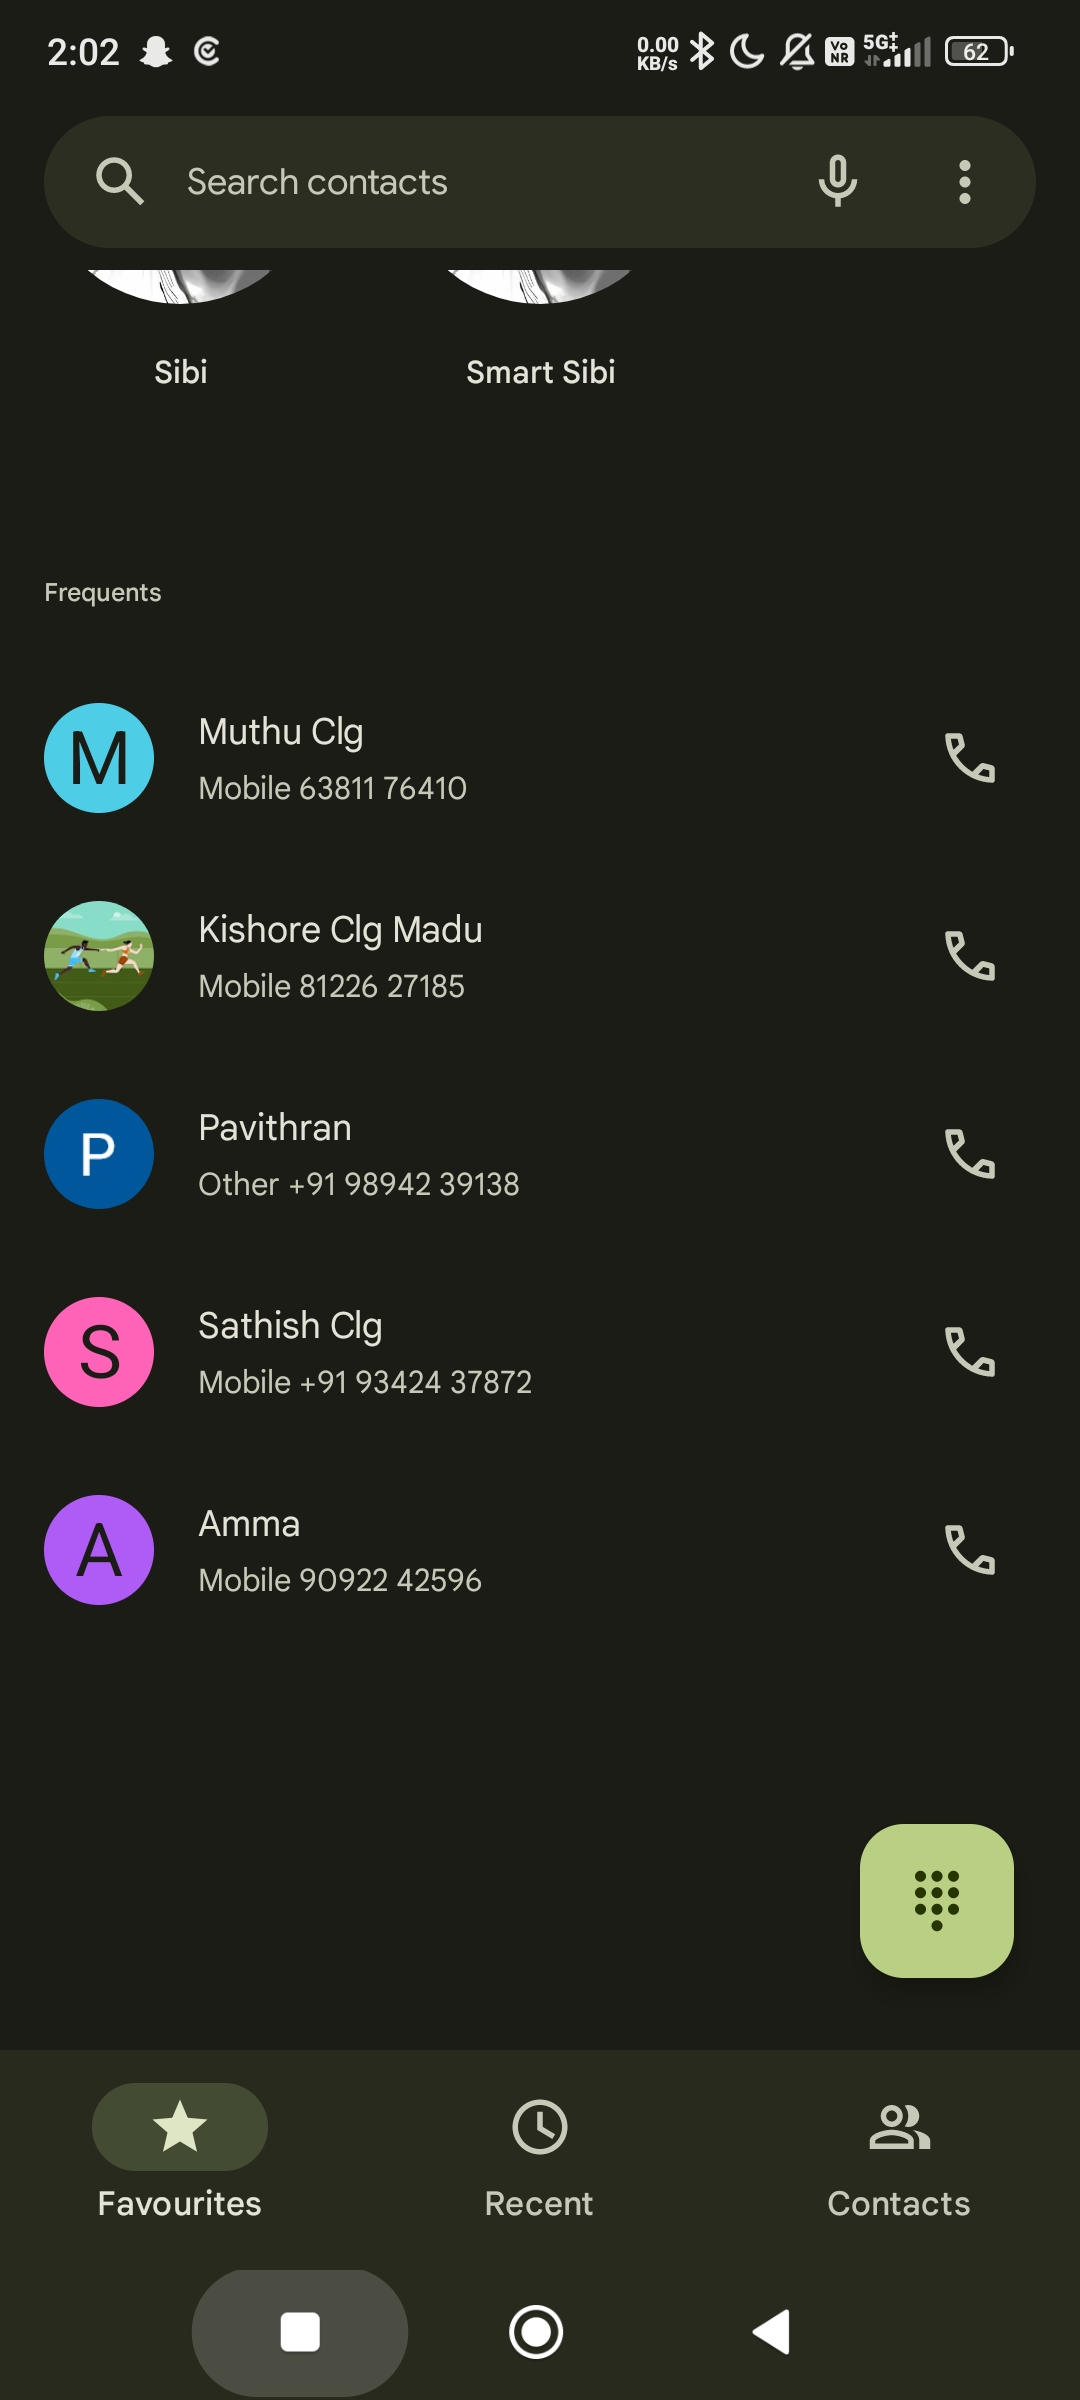 2:02
0.00
KB/s
Vo
NR
5G‡
62
Search contacts
Sibi
Smart Sibi
Frequents
M
Muthu Clg
Mobile 63811 76410
Kishore Clg Madu
Mobile 81226 27185
P
Pavithran
Other +91 98942 39138
S
Sathish Clg
Mobile +91 93424 37872
A
Amma
Mobile 90922 42596
Favourites
Recent
Contacts